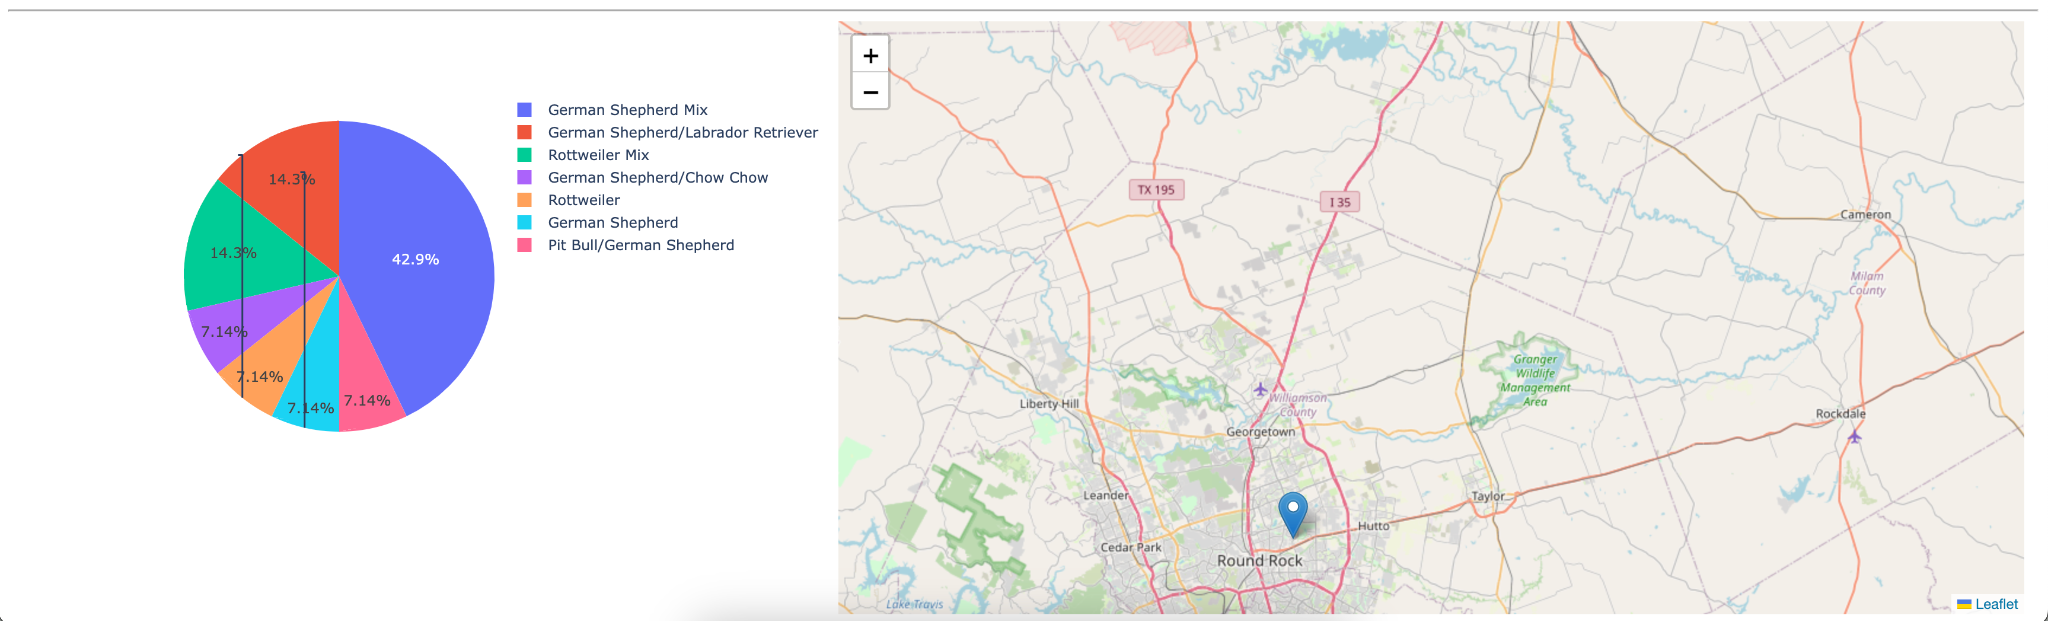 German Shepherd Mix
German Shepherd/Labrador Retriever
Rottweiler Mix
German Shepherd/Chow Chow
Rottweiler
German Shepherd
Pit Bull/German Shepherd
14.3%
42.9%
14.3%
7.14%
7.14%
7.14%
7.14%
+
−
TX 195
I 35
Cameron
Milam
County
Granger
Wildlife
Management
Area
Liberty Hill
Williamson
County
Rockdale
Georgetown
Leander
Taylor
Hutto
Cedar Park
Round Rock
Lake Travis
Leaflet